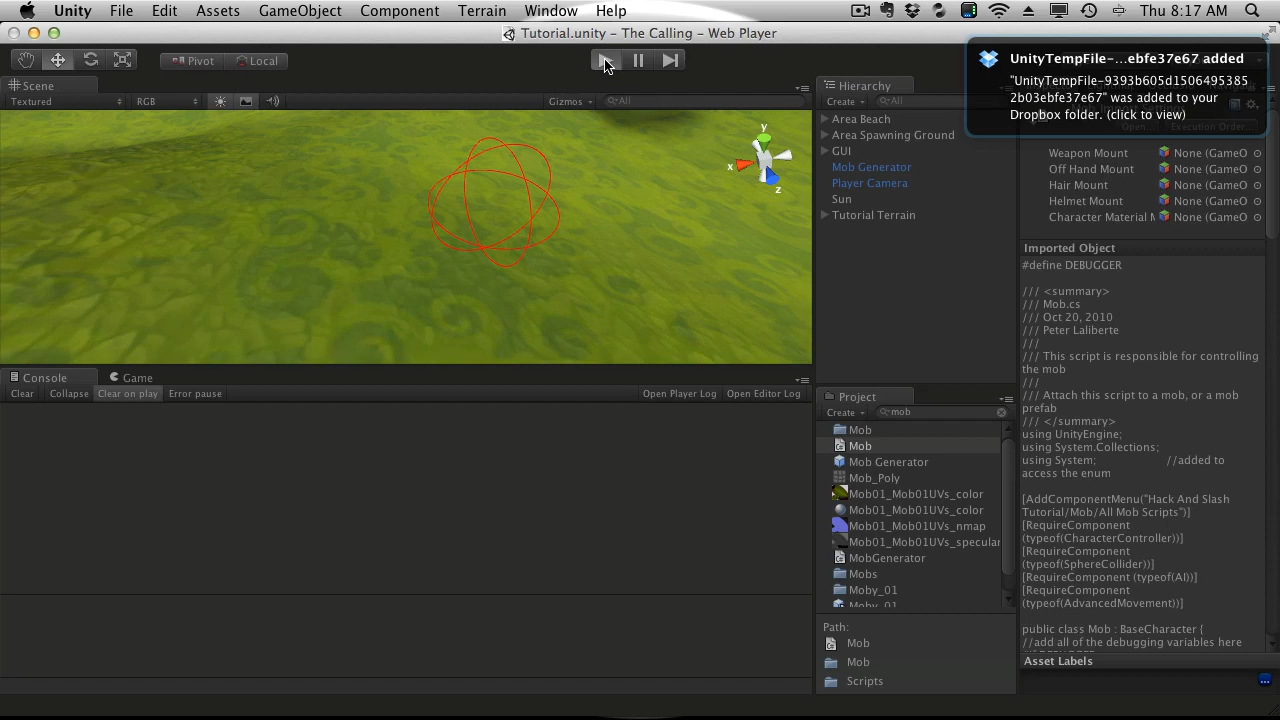 Unity File Edit Assets GameObject Component Terrain Window Help Thu 8:17 AM
Tutorial.unity - The Calling - Web Player
Pivot Local
UnityTempFile-...ebfe37e67 added
"UnityTempFile-9393b605d1506495385
2b03ebfe37e67" was added to your
Dropbox folder. (click to view)
Scene
Textured RGB Gizmos All
x y z
Console Game
Clear Collapse Clear on play Error pause Open Player Log Open Editor Log
Hierarchy
Create All
Area Beach
Area Spawning Ground
GUI
Mob Generator
Player Camera
Sun
Tutorial Terrain
Project
Create mob
Mob
Mob
Mob Generator
Mob_Poly
Mob01_Mob01UVs_color
Mob01_Mob01UVs_color
Mob01_Mob01UVs_nmap
Mob01_Mob01UVs_specular
MobGenerator
Mobs
Moby_01
Moby_01
Path:
Mob
Mob
Scripts
Open... Execution Order...
Weapon Mount None (GameO
Off Hand Mount None (GameO
Hair Mount None (GameO
Helmet Mount None (GameO
Character Material M None (GameO
Imported Object
#define DEBUGGER
/// <summary>
/// Mob.cs
/// Oct 20, 2010
/// Peter Laliberte
///
/// This script is responsible for controlling
the mob
///
/// Attach this script to a mob, or a mob
prefab
/// </summary>
using UnityEngine;
using System.Collections;
using System; //added to
access the enum
[AddComponentMenu("Hack And Slash
Tutorial/Mob/All Mob Scripts")]
[RequireComponent
(typeof(CharacterController))]
[RequireComponent
(typeof(SphereCollider))]
[RequireComponent (typeof(AI))]
[RequireComponent
(typeof(AdvancedMovement))]
public class Mob : BaseCharacter {
//add all of the debugging variables here
Asset Labels